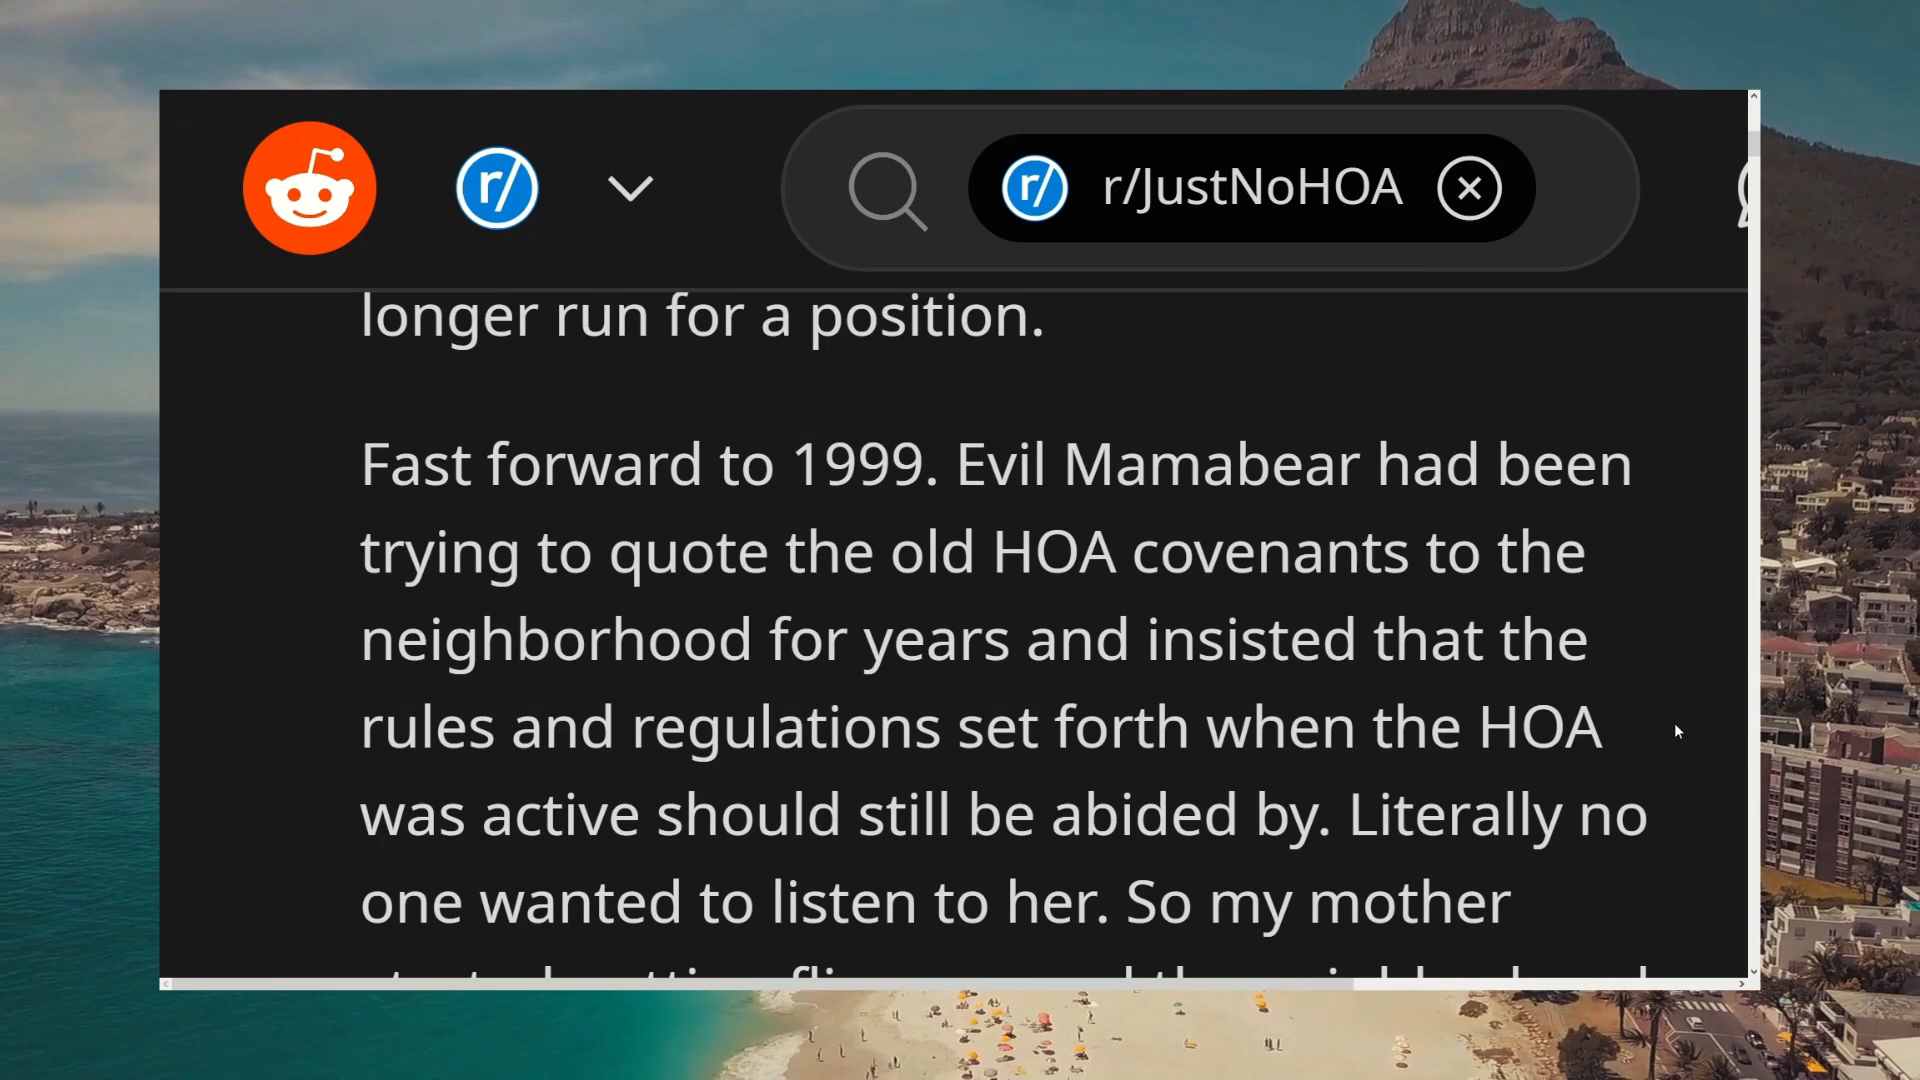 r/
r/ r/JustNoHOA
longer run for a position.
Fast forward to 1999. Evil Mamabear had been
trying to quote the old HOA covenants to the
neighborhood for years and insisted that the
rules and regulations set forth when the HOA
was active should still be abided by. Literally no
one wanted to listen to her. So my mother